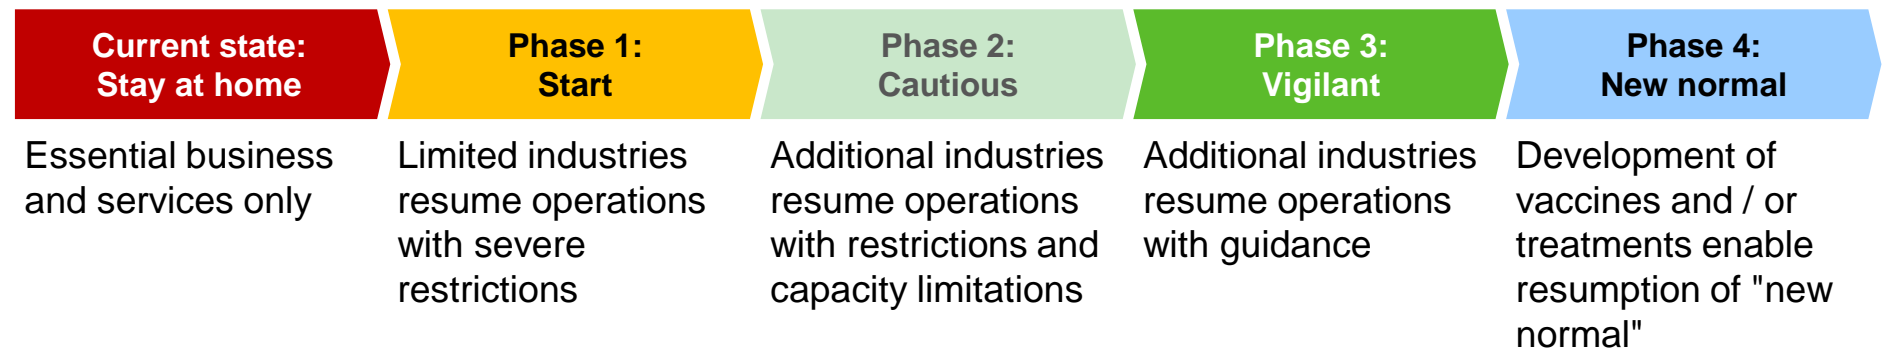 Current state:
Stay at home
Phase 1:
Start
Phase 2:
Cautious
Phase 3:
Vigilant
Phase 4:
New normal
Essential business
and services only
Limited industries
resume operations
with severe
restrictions
Additional industries
resume operations
with restrictions and
capacity limitations
Additional industries
resume operations
with guidance
Development of
vaccines and / or
treatments enable
resumption of "new
normal"